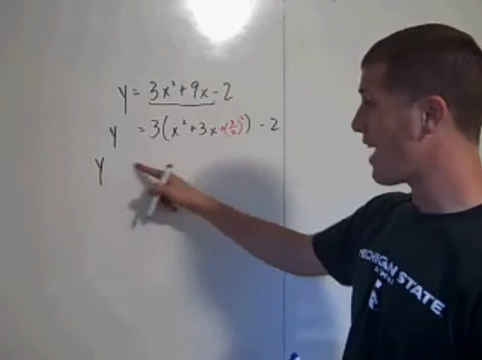 y = 3x² + 9x - 2
y = 3(x² + 3x + (3/2)²) - 2
y
MICHIGAN STATE